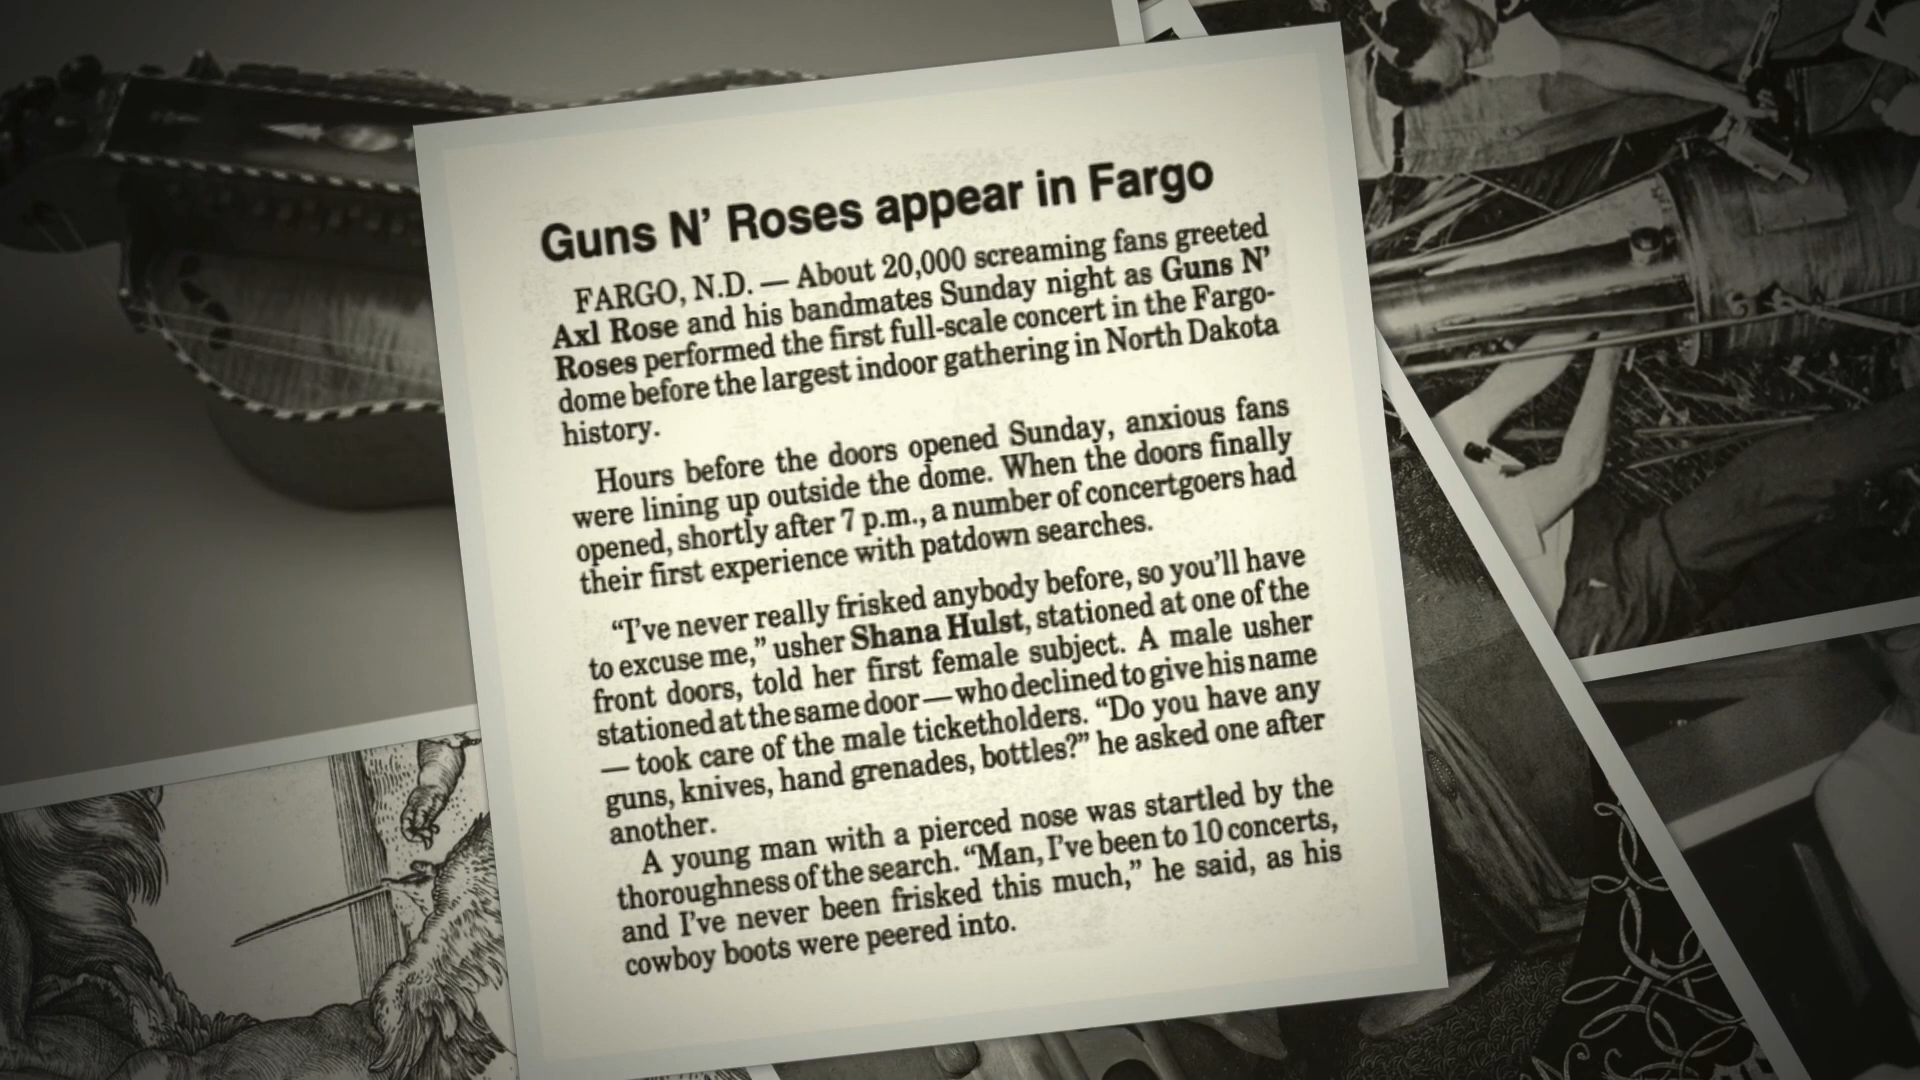 Guns N' Roses appear in Fargo
FARGO, N.D. — About 20,000 screaming fans greeted
Axl Rose and his bandmates Sunday night as Guns N'
Roses performed the first full-scale concert in the Fargo-
dome before the largest indoor gathering in North Dakota
history.
Hours before the doors opened Sunday, anxious fans
were lining up outside the dome. When the doors finally
opened, shortly after 7 p.m., a number of concertgoers had
their first experience with patdown searches.
“I've never really frisked anybody before, so you'll have
to excuse me,” usher Shana Hulst, stationed at one of the
front doors, told her first female subject. A male usher
stationed at the same door — who declined to give his name
— took care of the male ticketholders. “Do you have any
guns, knives, hand grenades, bottles?” he asked one after
another.
A young man with a pierced nose was startled by the
thoroughness of the search. “Man, I've been to 10 concerts,
and I've never been frisked this much,” he said, as his
cowboy boots were peered into.